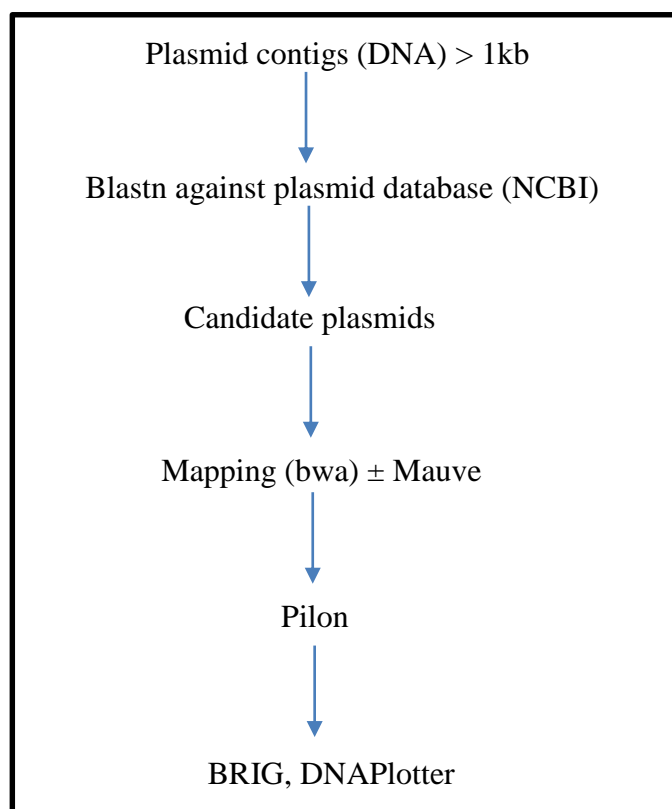 Plasmid contigs (DNA) > 1kb
Blastn against plasmid database (NCBI)
Candidate plasmids
Mapping (bwa) ± Mauve
Pilon
BRIG, DNAPlotter